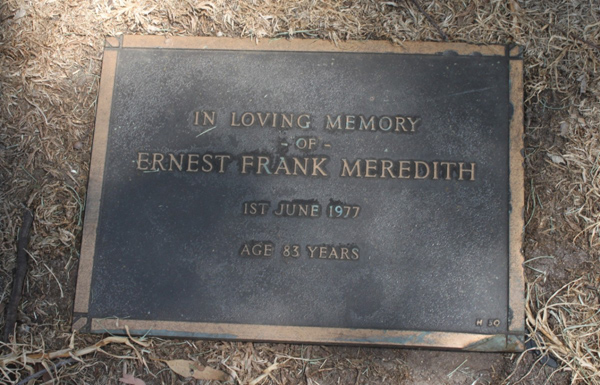 IN LOVING MEMORY
- OF -
ERNEST FRANK MEREDITH
1ST JUNE 1977
AGE 83 YEARS